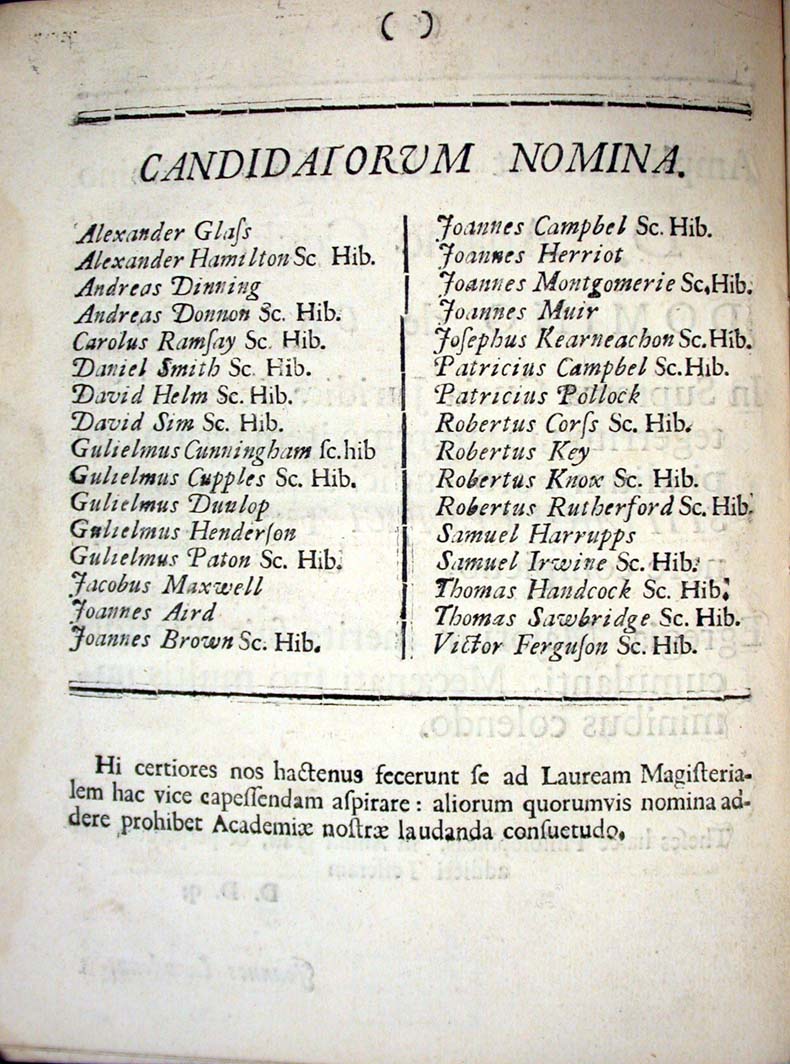 ( )
CANDIDATORUM NOMINA.
Alexander Glaſs
Alexander Hamilton Sc Hib.
Andreas Dinning
Andreas Donnon Sc. Hib.
Carolus Ramſay Sc. Hib.
Daniel Smith Sc. Hib.
David Helm Sc. Hib.
David Sim Sc. Hib.
Gulielmus Cunningham ſc.hib
Gulielmus Cupples Sc. Hib.
Gulielmus Dunlop
Gulielmus Henderſon
Gulielmus Paton Sc. Hib.
Jacobus Maxwell
Joannes Aird
Joannes Brown Sc. Hib.
Joannes Campbel Sc. Hib.
Joannes Herriot
Joannes Montgomerie Sc.Hib.
Joannes Muir
Joſephus Kearneachon Sc.Hib.
Patricius Campbel Sc.Hib.
Patricius Pollock
Robertus Corſs Sc. Hib.
Robertus Key
Robertus Knox Sc. Hib.
Robertus Rutherford Sc. Hib.
Samuel Harrupps
Samuel Irwine Sc. Hib.
Thomas Handcock Sc. Hib.
Thomas Sawbridge Sc. Hib.
Victor Ferguſon Sc. Hib.
Hi certiores nos hactenus fecerunt ſe ad Lauream Magiſteria-
lem hac vice capeſſendam aſpirare : aliorum quorumvis nomina ad-
dere prohibet Academiæ noſtræ laudanda conſuetudo.